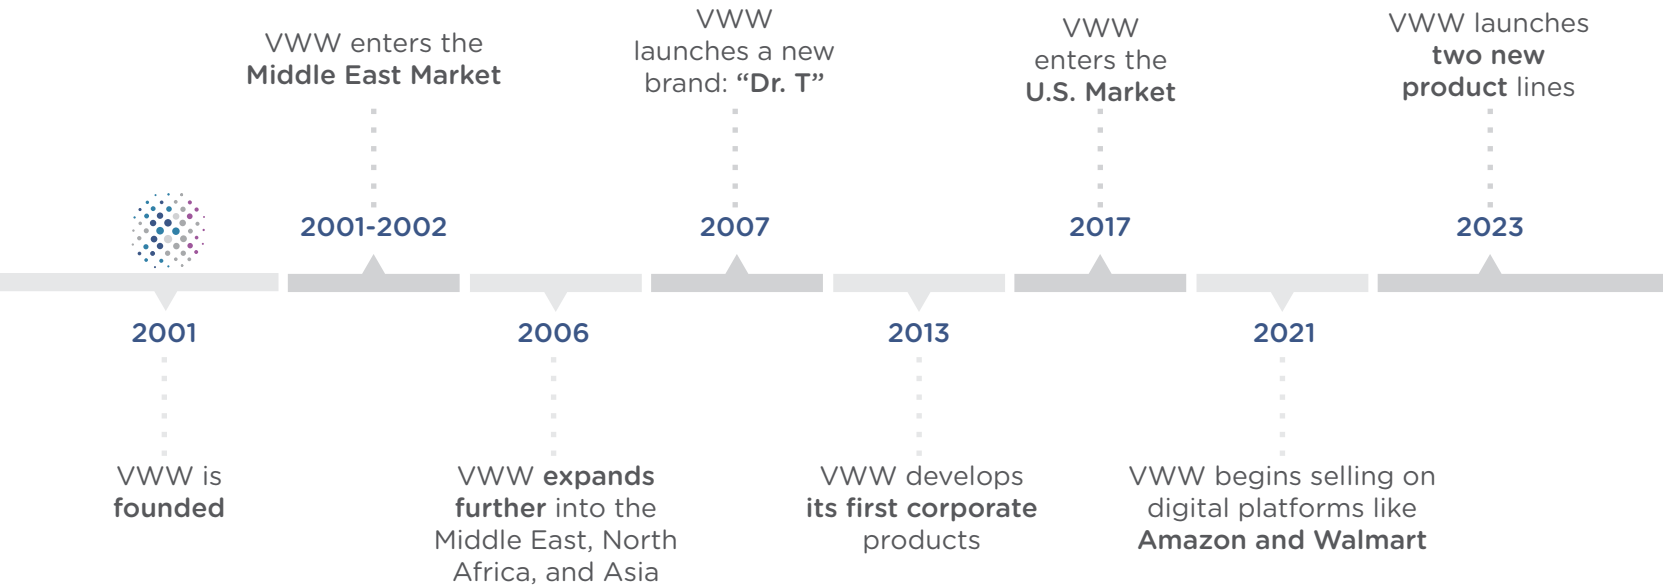 VWW enters the
Middle East Market
VWW
launches a new
brand: “Dr. T”
VWW
enters the
U.S. Market
VWW launches
two new
product lines
2001-2002
2007
2017
2023
2001
2006
2013
2021
VWW is
founded
VWW expands
further into the
Middle East, North
Africa, and Asia
VWW develops
its first corporate
products
VWW begins selling on
digital platforms like
Amazon and Walmart